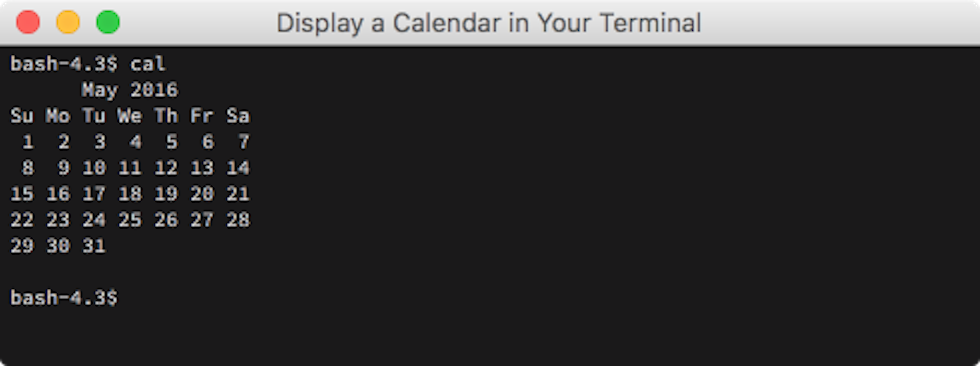 Display a Calendar in Your Terminal
bash-4.3$ cal
      May 2016
Su Mo Tu We Th Fr Sa
 1  2  3  4  5  6  7
 8  9 10 11 12 13 14
15 16 17 18 19 20 21
22 23 24 25 26 27 28
29 30 31
bash-4.3$